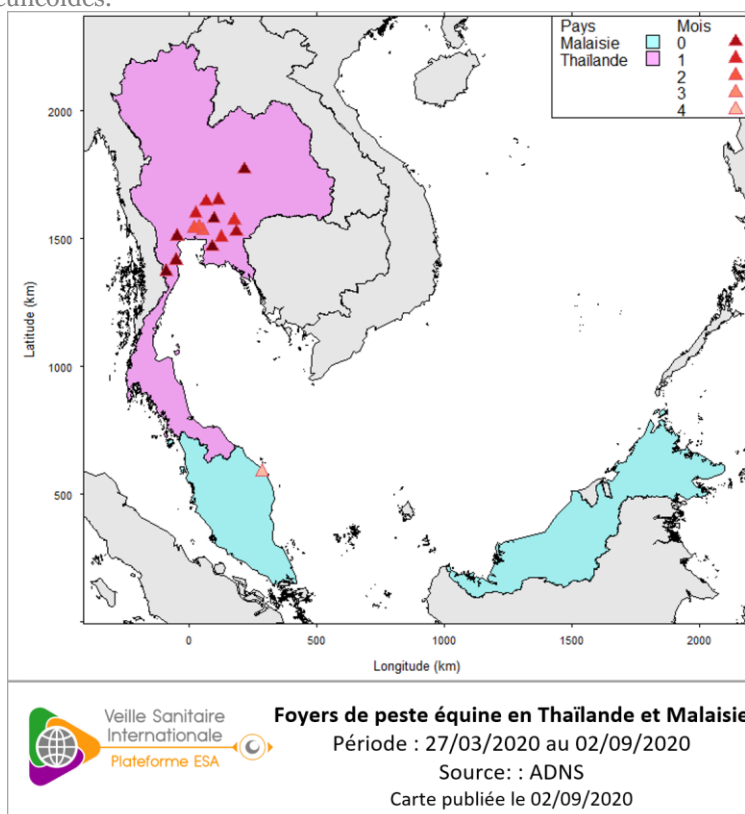 culicoïdes.
Pays Mois
Malaisie 0
Thaïlande 1
2
3
4
2000
1500
1000
500
Latitude (km)
0 500 1000 1500 2000
Longitude (km)
Veille Sanitaire
Internationale
Plateforme ESA
Foyers de peste équine en Thaïlande et Malaisie
Période : 27/03/2020 au 02/09/2020
Source: : ADNS
Carte publiée le 02/09/2020